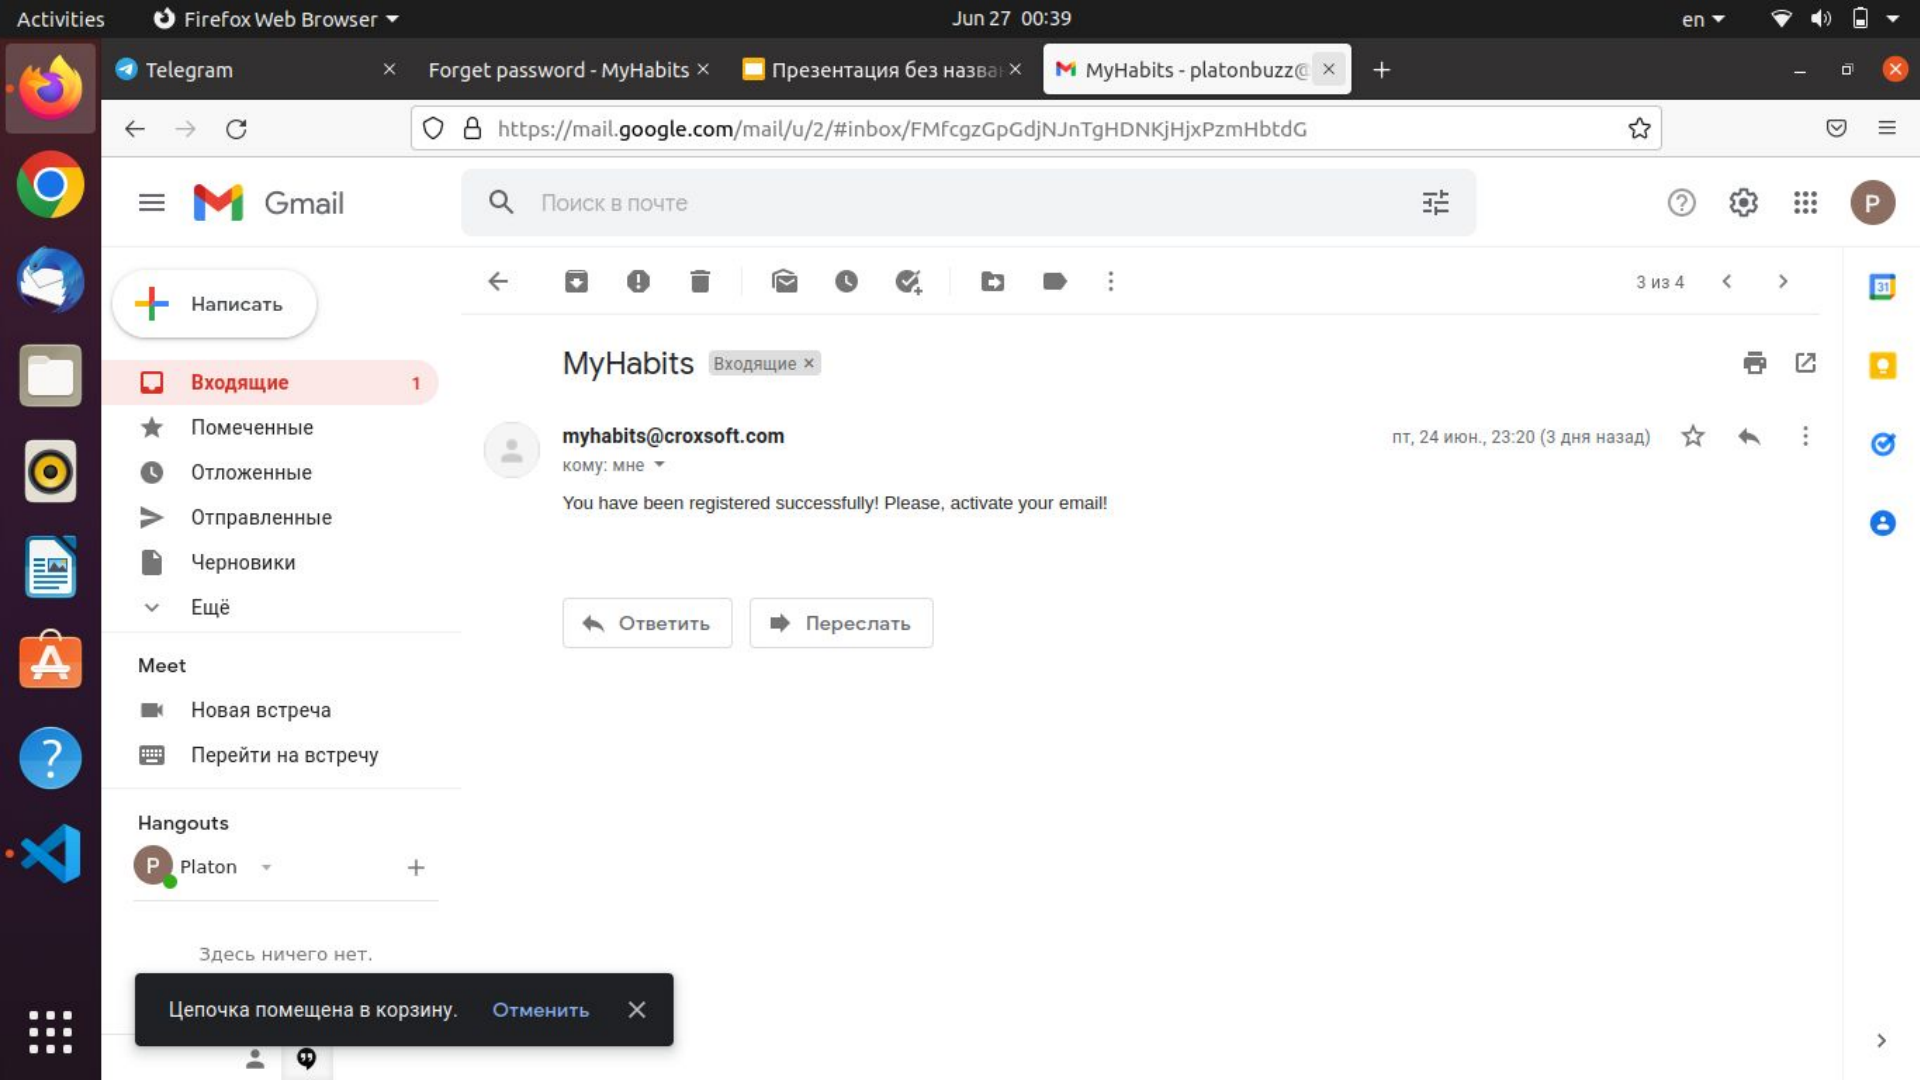 Activities Firefox Web Browser Jun 27 00:39 en
Telegram Forget password - MyHabits Презентация без назва MyHabits - platonbuzz@
https://mail.google.com/mail/u/2/#inbox/FMfcgzGpGdjNJnTgHDNKjHjxPzmHbtdG
Gmail Поиск в почте P
Написать 3 из 4 31
MyHabits Входящие ×
Входящие 1
myhabits@croxsoft.com пт, 24 июн., 23:20 (3 дня назад)
кому: мне
Помеченные
Отложенные
You have been registered successfully! Please, activate your email!
Отправленные
Черновики
Ещё
Ответить Переслать
Meet
Новая встреча
Перейти на встречу
Hangouts
P Platon
Здесь ничего нет.
Цепочка помещена в корзину. Отменить